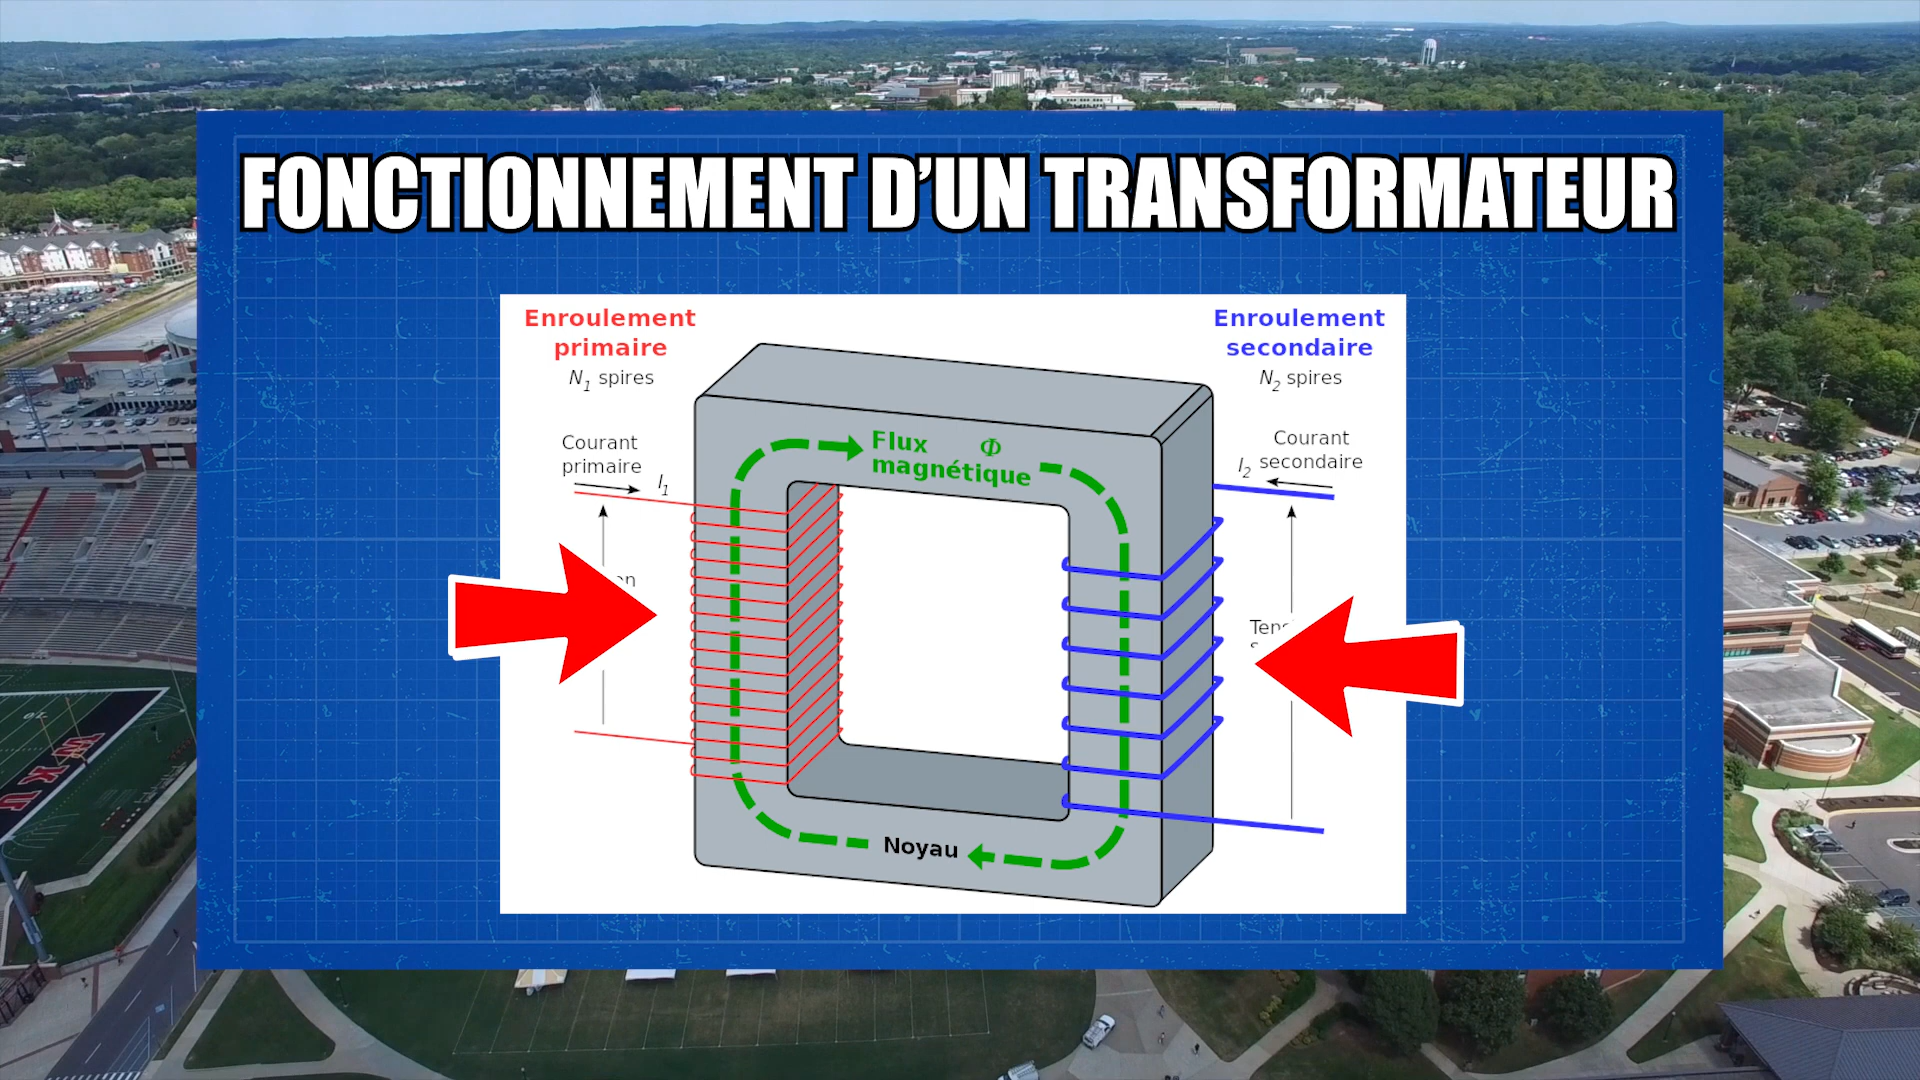 FONCTIONNEMENT D'UN TRANSFORMATEUR
Enroulement
primaire
N1 spires
Enroulement
secondaire
N2 spires
Courant
primaire
I1
Flux Φ
magnétique
Courant
I2 secondaire
Noyau
WKU